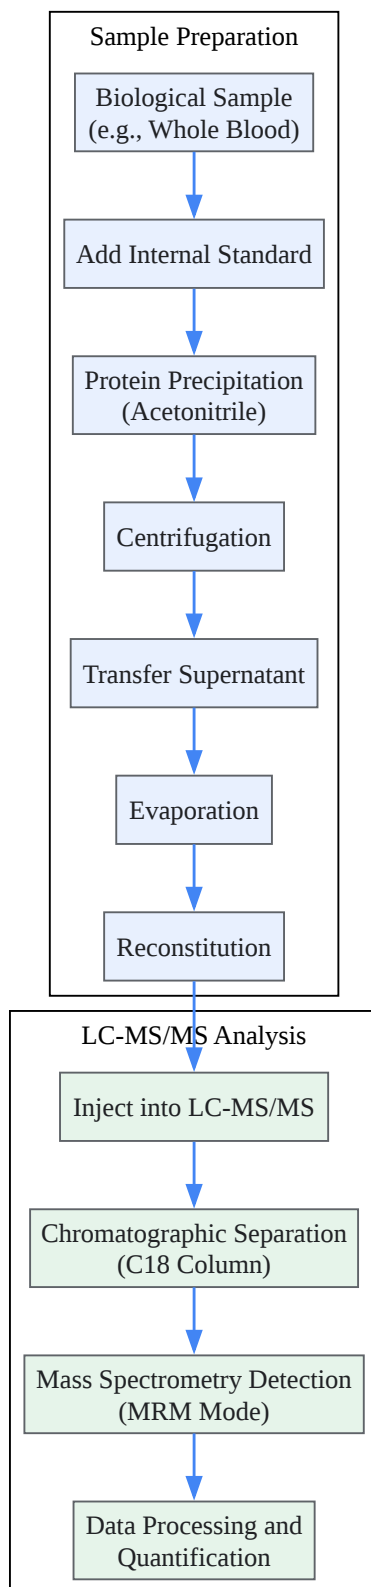 Sample Preparation
Biological Sample
(e.g., Whole Blood)
Add Internal Standard
Protein Precipitation
(Acetonitrile)
Centrifugation
Transfer Supernatant
Evaporation
Reconstitution
LC-MS/MS Analysis
Inject into LC-MS/MS
Chromatographic Separation
(C18 Column)
Mass Spectrometry Detection
(MRM Mode)
Data Processing and
Quantification